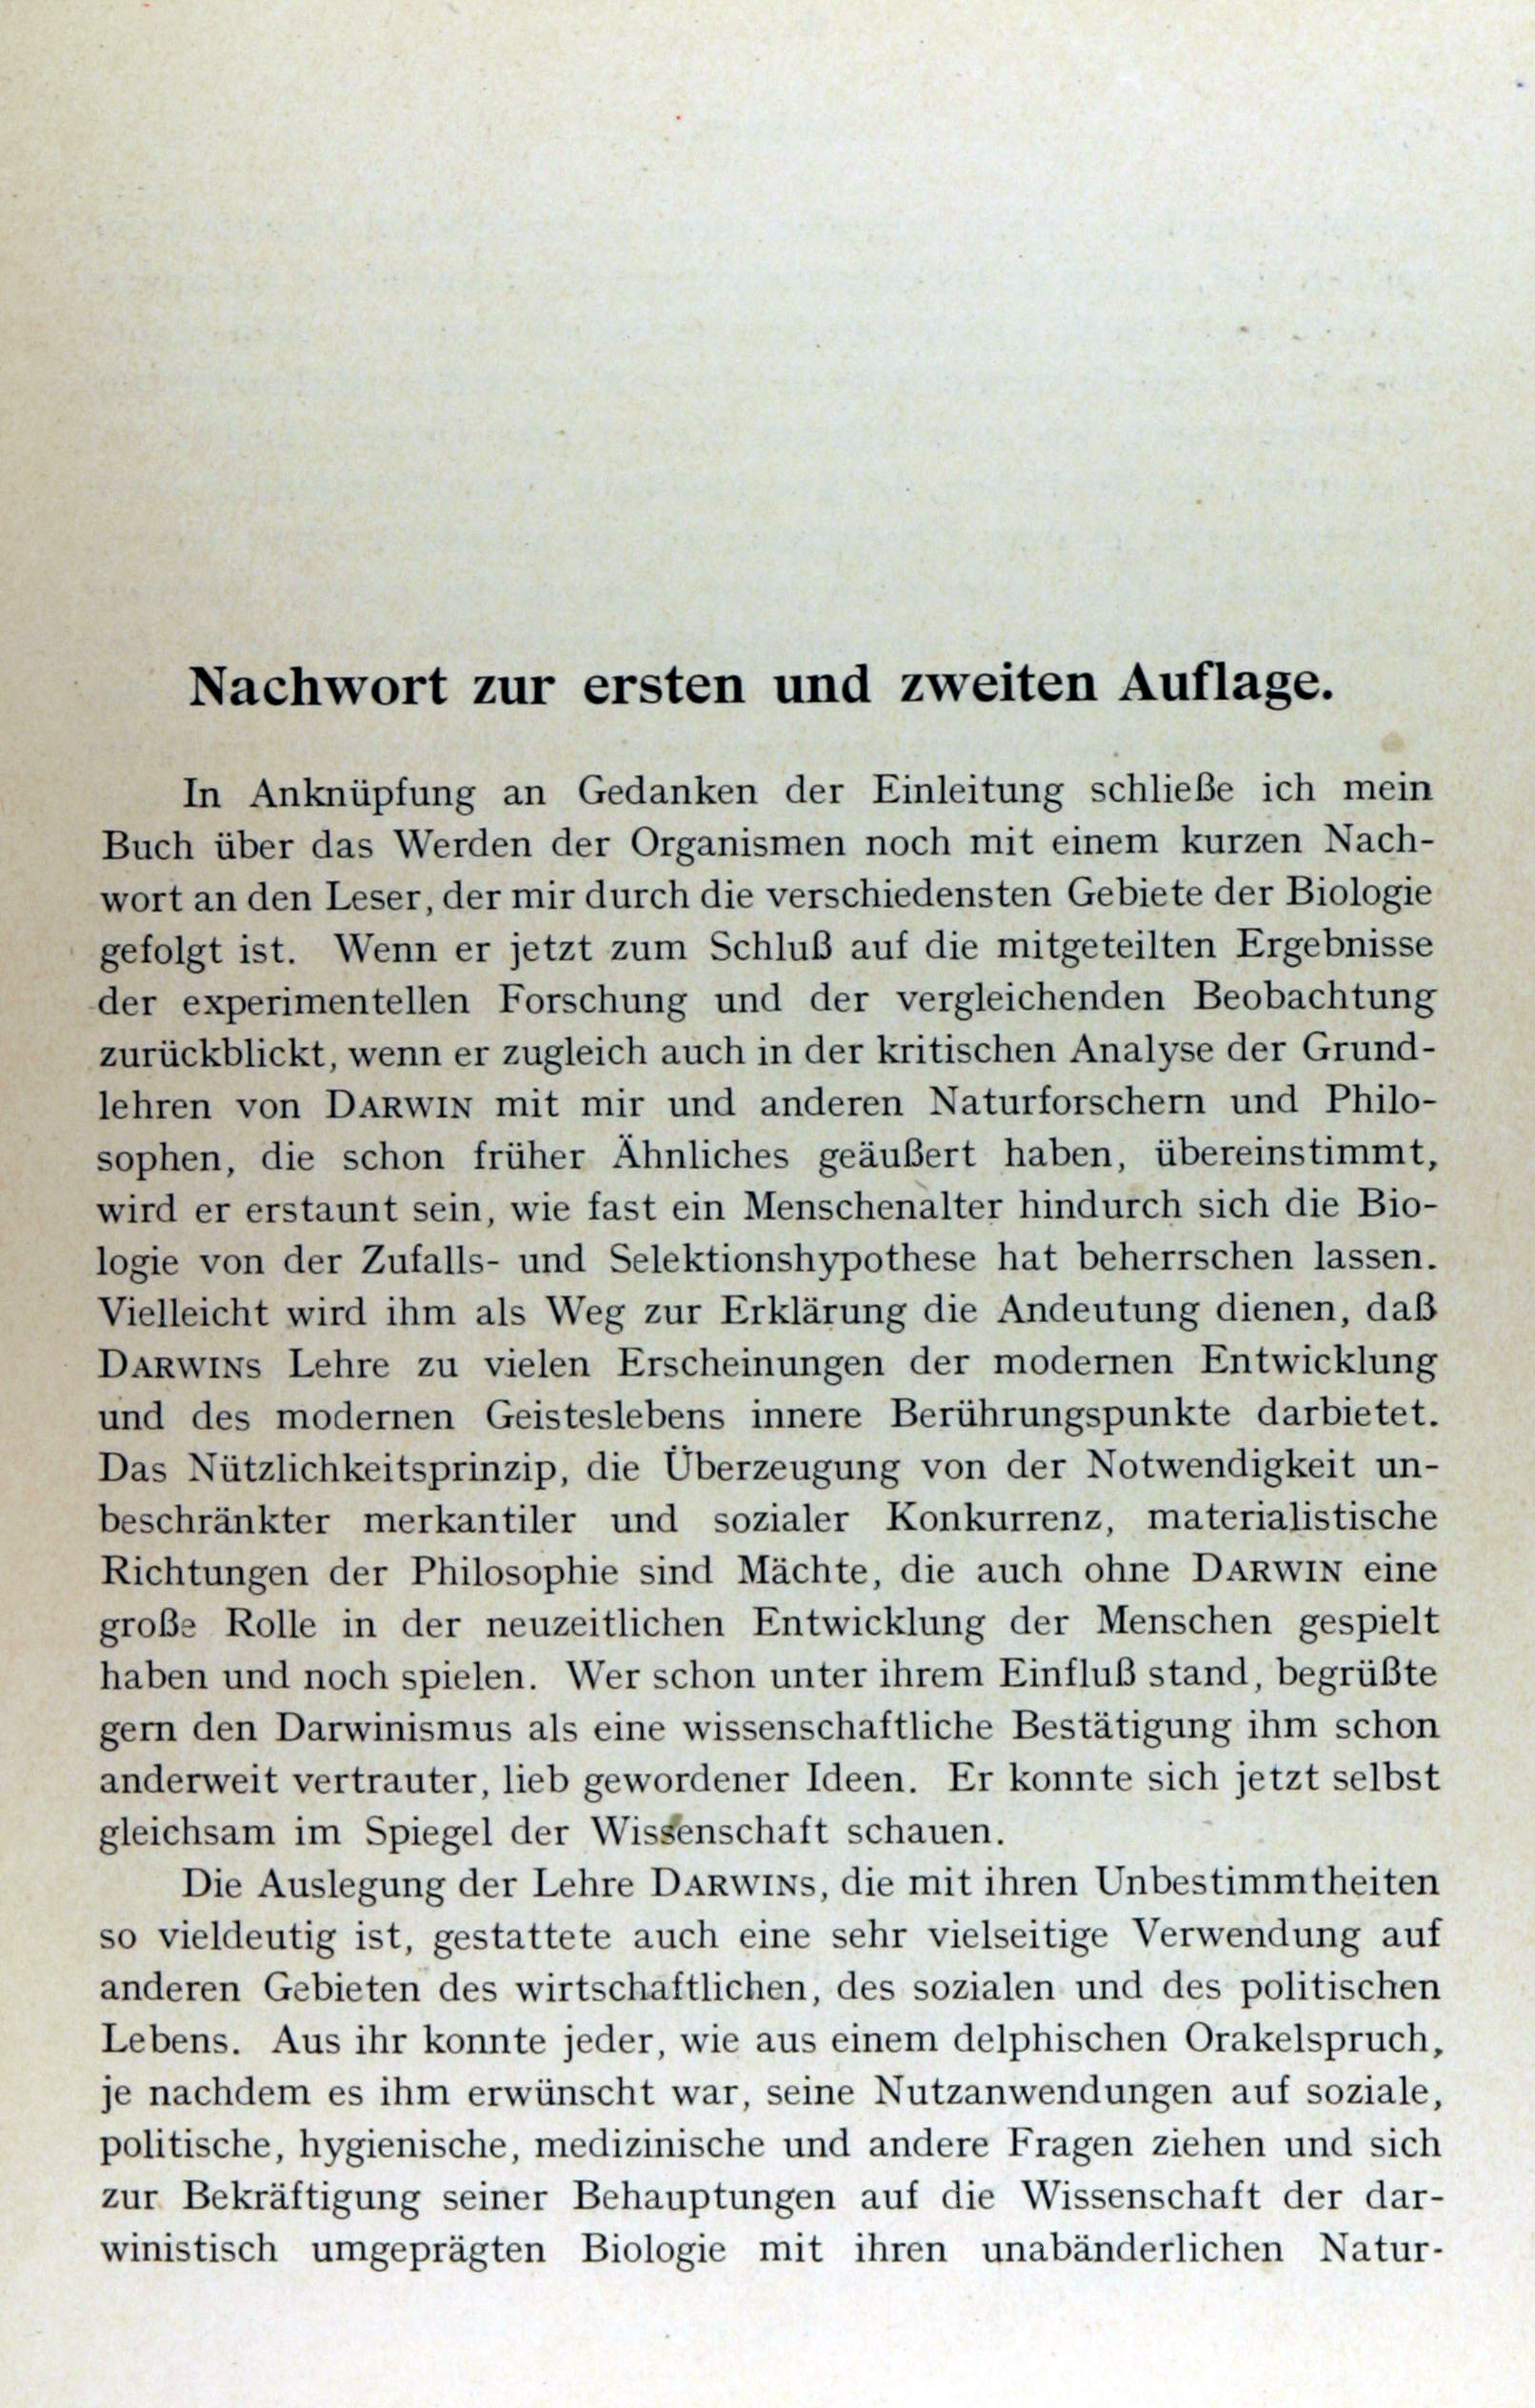 Nachwort zur ersten und zweiten Auflage.
In Anknüpfung an Gedanken der Einleitung schließe ich mein
Buch über das Werden der Organismen noch mit einem kurzen Nach-
wort an den Leser, der mir durch die verschiedensten Gebiete der Biologie
gefolgt ist. Wenn er jetzt zum Schluß auf die mitgeteilten Ergebnisse
der experimentellen Forschung und der vergleichenden Beobachtung
zurückblickt, wenn er zugleich auch in der kritischen Analyse der Grund-
lehren von DARWIN mit mir und anderen Naturforschern und Philo-
sophen, die schon früher Ähnliches geäußert haben, übereinstimmt,
wird er erstaunt sein, wie fast ein Menschenalter hindurch sich die Bio-
logie von der Zufalls- und Selektionshypothese hat beherrschen lassen.
Vielleicht wird ihm als Weg zur Erklärung die Andeutung dienen, daß
DARWINS Lehre zu vielen Erscheinungen der modernen Entwicklung
und des modernen Geisteslebens innere Berührungspunkte darbietet.
Das Nützlichkeitsprinzip, die Überzeugung von der Notwendigkeit un-
beschränkter merkantiler und sozialer Konkurrenz, materialistische
Richtungen der Philosophie sind Mächte, die auch ohne DARWIN eine
große Rolle in der neuzeitlichen Entwicklung der Menschen gespielt
haben und noch spielen. Wer schon unter ihrem Einfluß stand, begrüßte
gern den Darwinismus als eine wissenschaftliche Bestätigung ihm schon
anderweit vertrauter, lieb gewordener Ideen. Er konnte sich jetzt selbst
gleichsam im Spiegel der Wissenschaft schauen.
Die Auslegung der Lehre DARWINS, die mit ihren Unbestimmtheiten
so vieldeutig ist, gestattete auch eine sehr vielseitige Verwendung auf
anderen Gebieten des wirtschaftlichen, des sozialen und des politischen
Lebens. Aus ihr konnte jeder, wie aus einem delphischen Orakelspruch,
je nachdem es ihm erwünscht war, seine Nutzanwendungen auf soziale,
politische, hygienische, medizinische und andere Fragen ziehen und sich
zur Bekräftigung seiner Behauptungen auf die Wissenschaft der dar-
winistisch umgeprägten Biologie mit ihren unabänderlichen Natur-